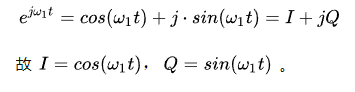 e^{jω₁t} = cos(ω₁t) + j · sin(ω₁t) = I + jQ
故 I = cos(ω₁t)， Q = sin(ω₁t) 。